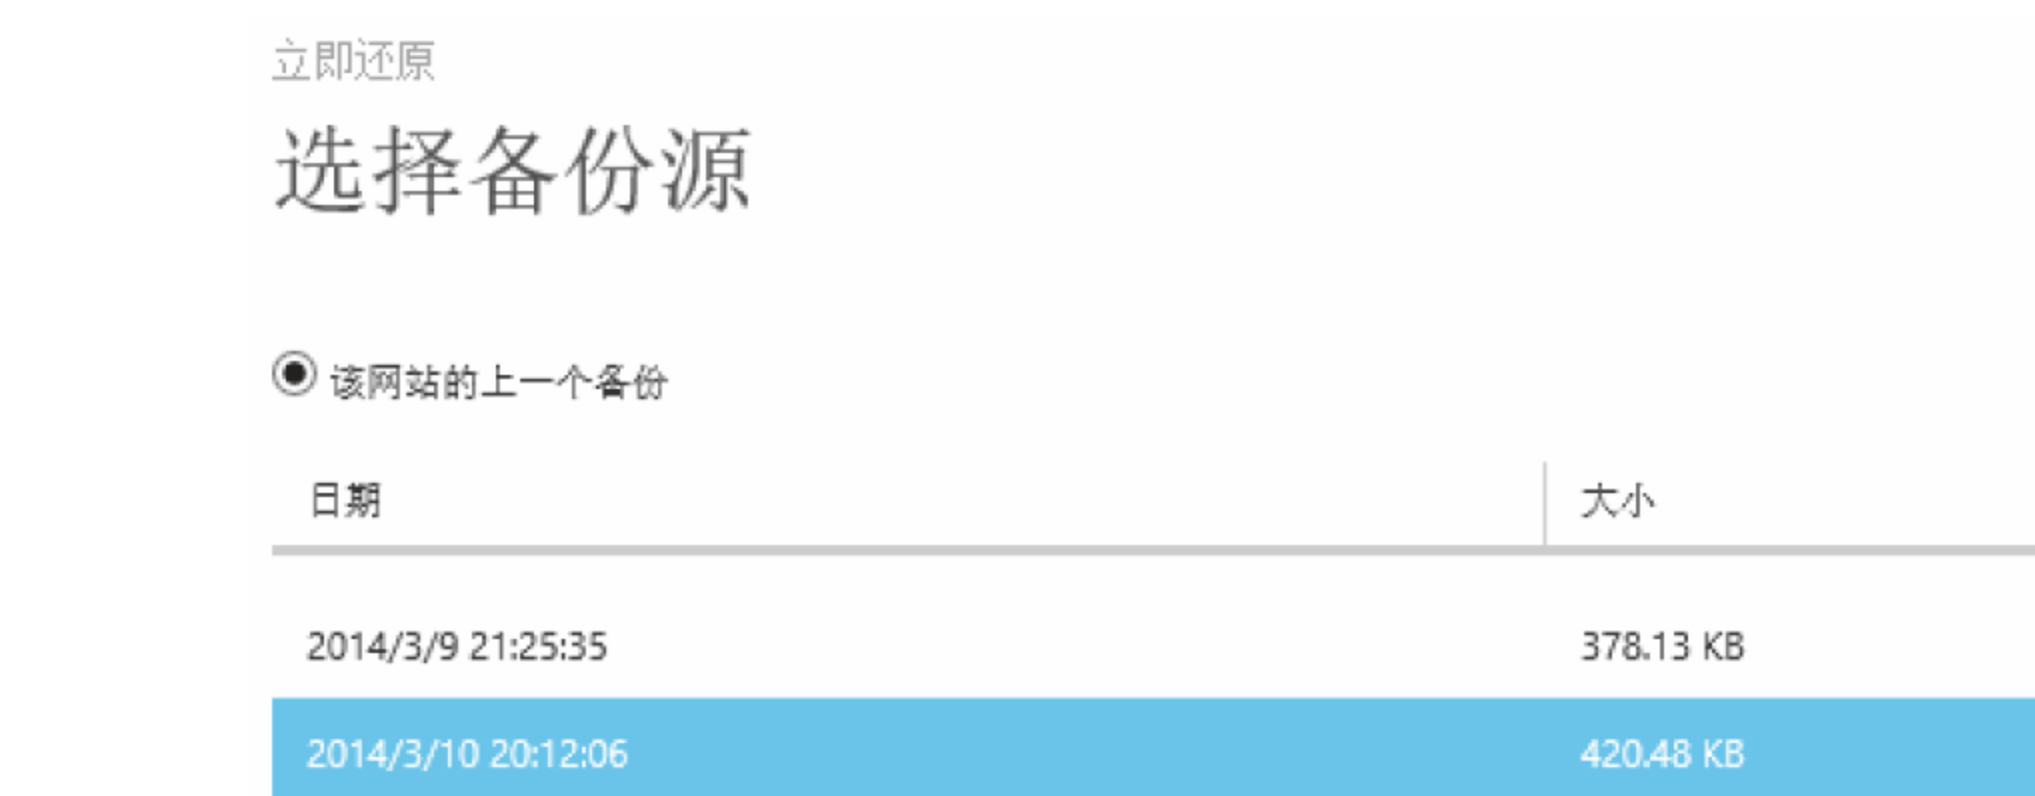 立即还原
选择备份源
该网站的上一个备份
日期 大小
2014/3/9 21:25:35 378.13 KB
2014/3/10 20:12:06 420.48 KB